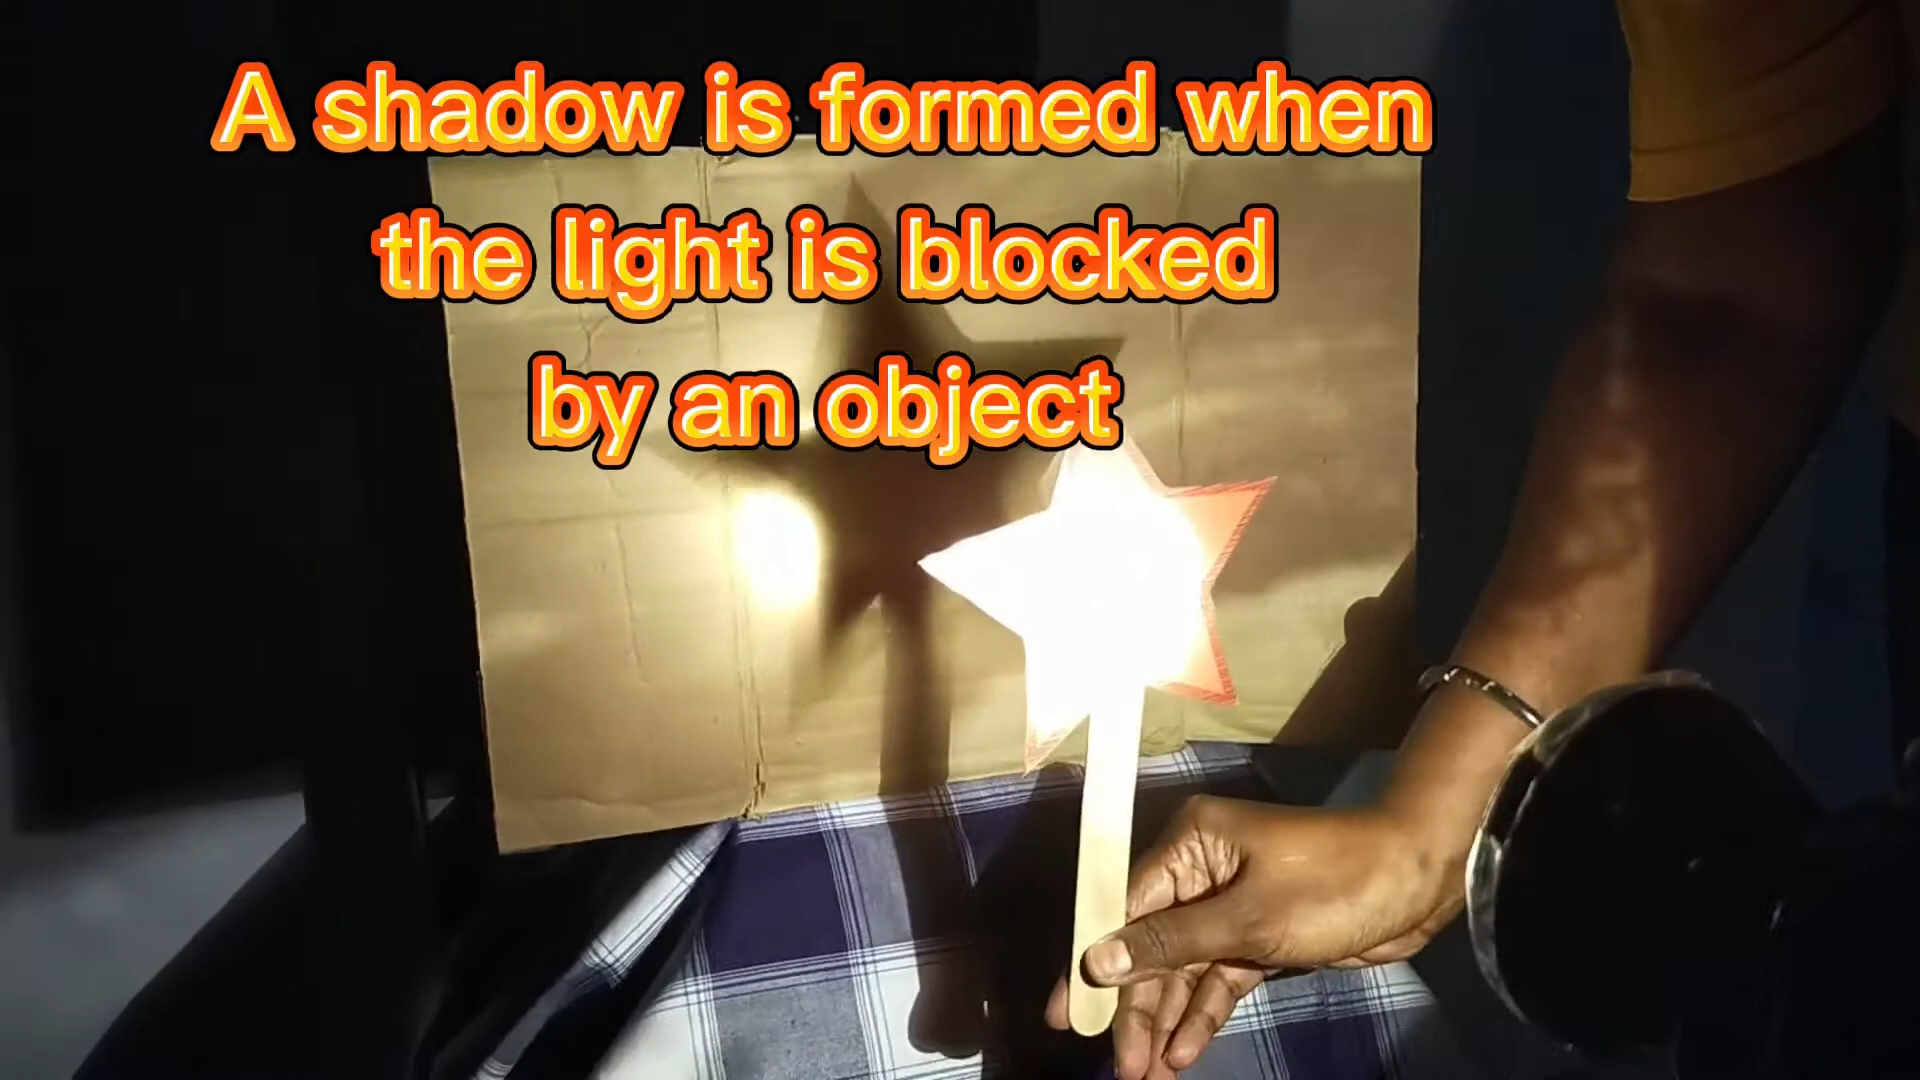 A shadow is formed when
the light is blocked
by an object